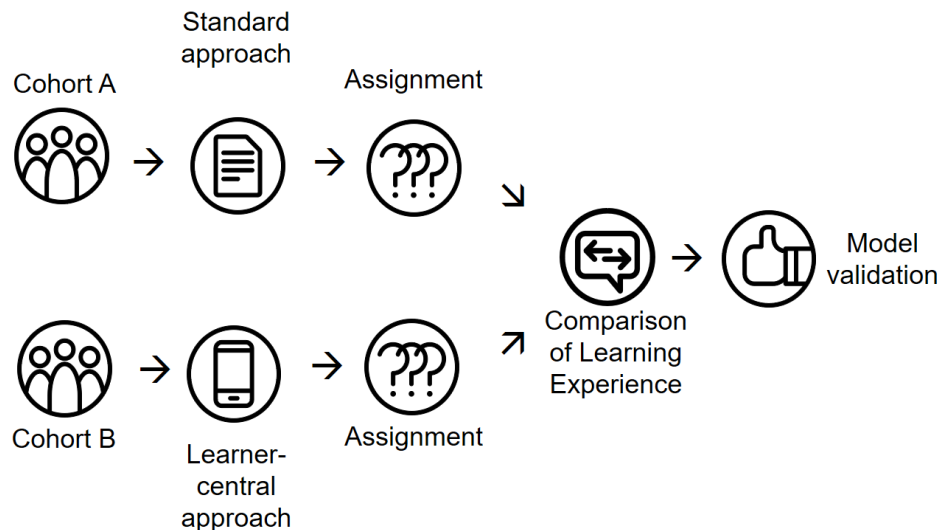 Cohort A
Standard
approach
Assignment
Cohort B
Learner-
central
approach
Assignment
Comparison
of Learning
Experience
Model
validation